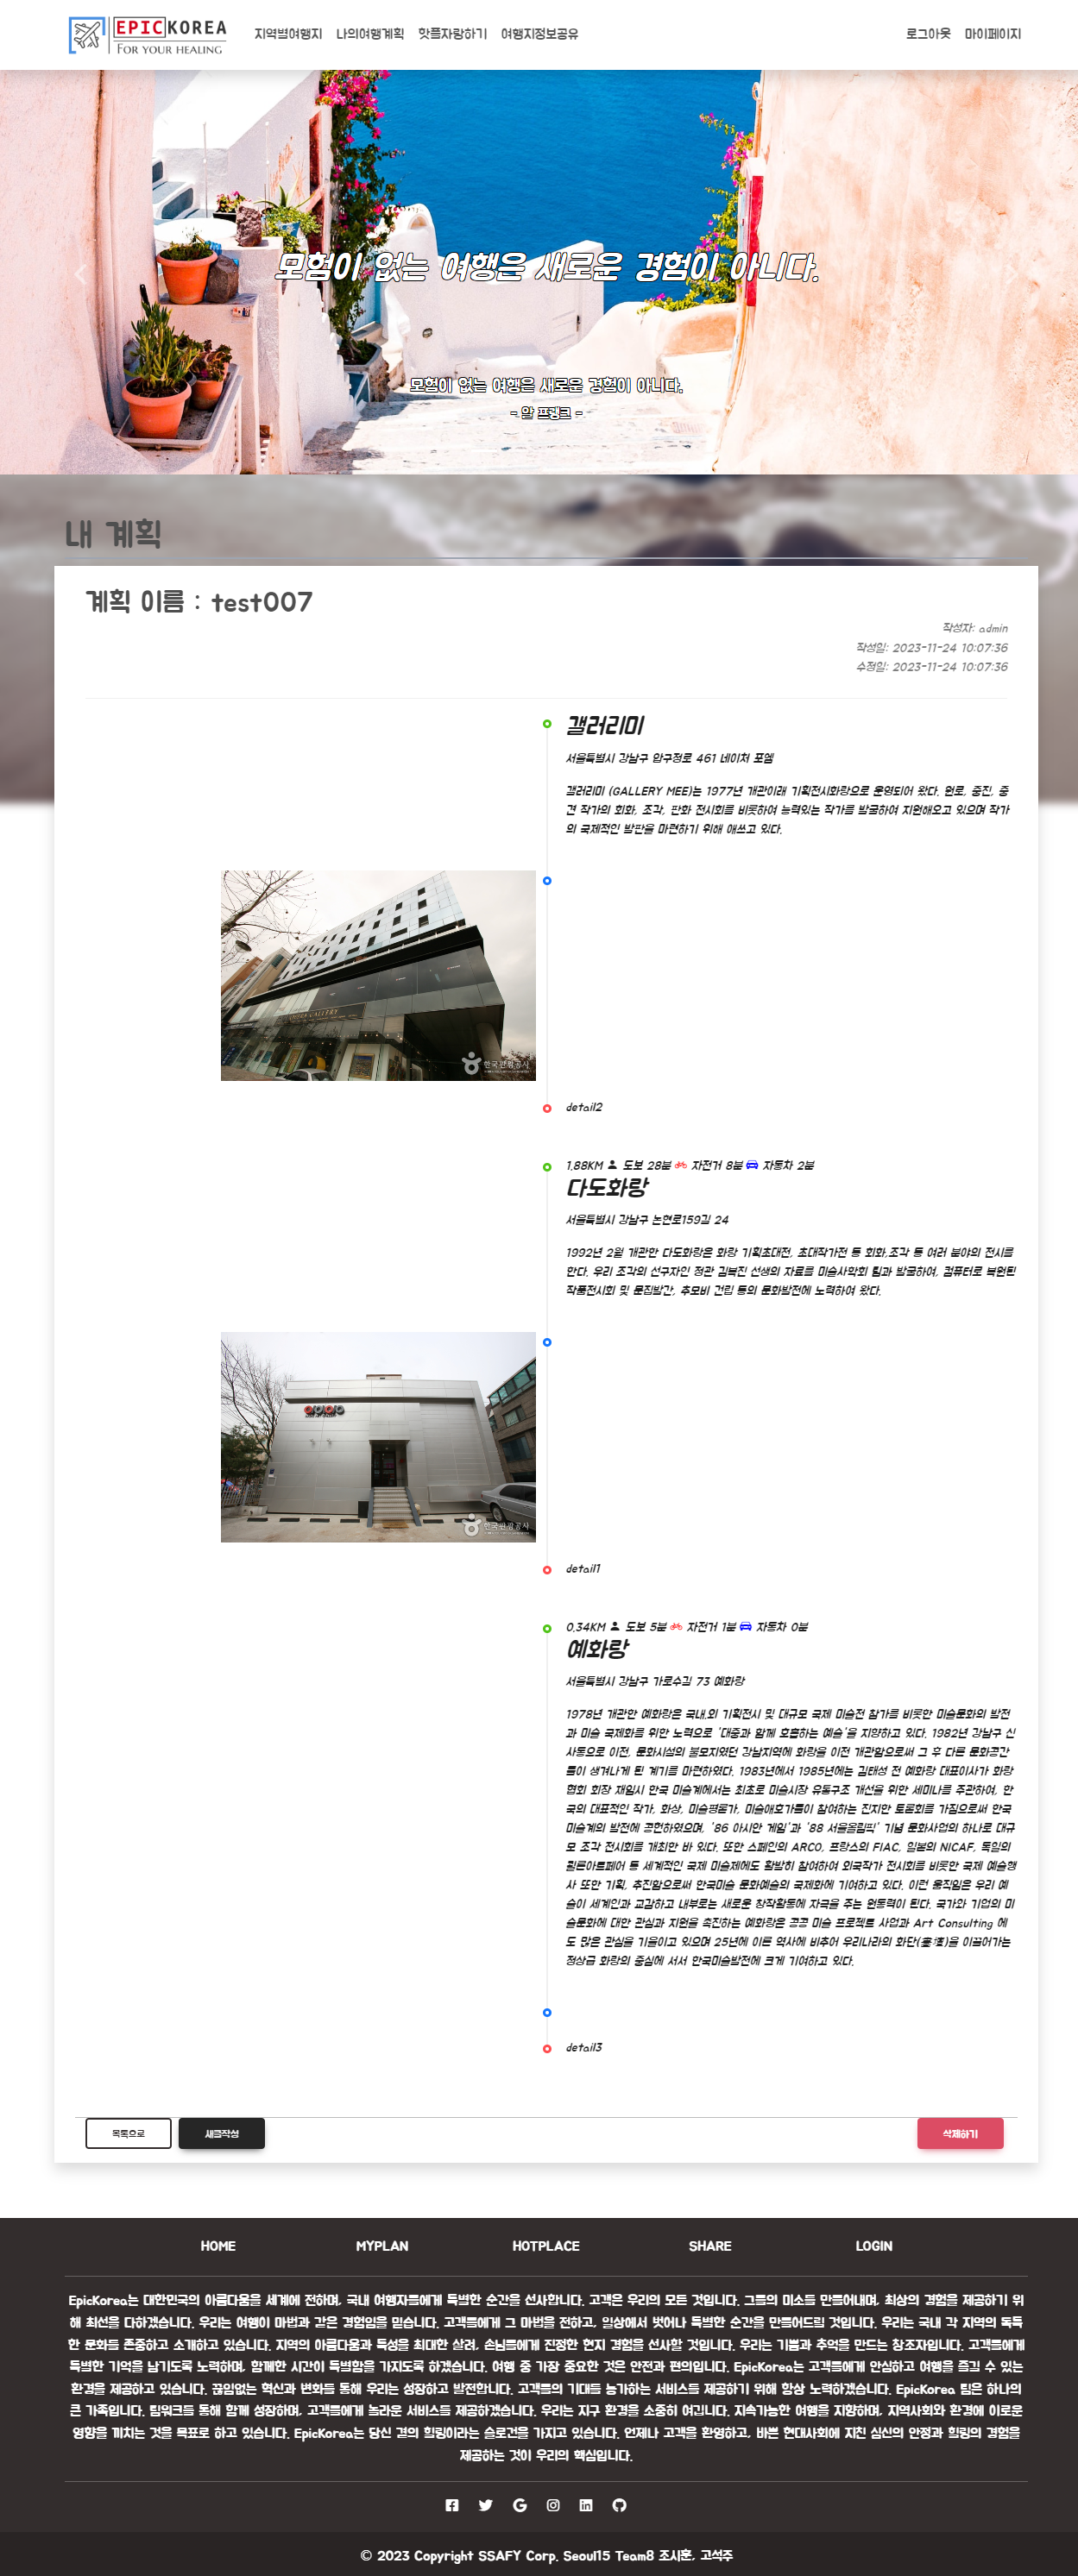 EPICKOREA
FOR YOUR HEALING
지역별여행지 나의여행계획 핫플자랑하기 여행지정보공유
로그아웃 마이페이지
모험이 없는 여행은 새로운 경험이 아니다.
모험이 없는 여행은 새로운 경험이 아니다.
- 알 프랭크 -
내 계획
계획 이름 : test007
작성자: admin
작성일: 2023-11-24 10:07:36
수정일: 2023-11-24 10:07:36
갤러리미
서울특별시 강남구 압구정로 461 네이처 포엠
갤러리미 (GALLERY MEE)는 1977년 개관이래 기획전시화랑으로 운영되어 왔다. 원로, 중진, 중
견 작가의 회화, 조각, 판화 전시회를 비롯하여 능력있는 작가를 발굴하여 지원해오고 있으며 작가
의 국제적인 발판을 마련하기 위해 애쓰고 있다.
한국관광공사
detail2
1.88KM 도보 28분 자전거 8분 자동차 2분
다도화랑
서울특별시 강남구 논현로159길 24
1992년 2월 개관한 다도화랑은 화랑 기획초대전, 초대작가전 등 회화,조각 등 여러 분야의 전시를
한다. 우리 조각의 선구자인 정관 김복진 선생의 자료를 미술사학회 팀과 발굴하여, 컴퓨터로 복원된
작품전시회 및 문집발간, 추모비 건립 등의 문화발전에 노력하여 왔다.
한국관광공사
detail1
0.34KM 도보 5분 자전거 1분 자동차 0분
예화랑
서울특별시 강남구 가로수길 73 예화랑
1978년 개관한 예화랑은 국내,외 기획전시 및 대규모 국제 미술전 참가를 비롯한 미술문화의 발전
과 미술 국제화를 위한 노력으로 '대중과 함께 호흡하는 예술'을 지향하고 있다. 1982년 강남구 신
사동으로 이전, 문화시설의 불모지였던 강남지역에 화랑을 이전 개관함으로써 그 후 다른 문화공간
들이 생겨나게 된 계기를 마련하였다. 1983년에서 1985년에는 김태성 전 예화랑 대표이사가 화랑
협회 회장 재임시 한국 미술계에서는 최초로 미술시장 유통구조 개선을 위한 세미나를 주관하여, 한
국의 대표적인 작가, 화상, 미술평론가, 미술애호가들이 참여하는 진지한 토론회를 가짐으로써 한국
미술계의 발전에 공헌하였으며, '86 아시안 게임'과 '88 서울올림픽' 기념 문화사업의 하나로 대규
모 조각 전시회를 개최한 바 있다. 또한 스페인의 ARCO, 프랑스의 FIAC, 일본의 NICAF, 독일의
쾰른아트페어 등 세계적인 국제 미술제에도 활발히 참여하여 외국작가 전시회를 비롯한 국제 예술행
사 또한 기획, 추진함으로써 한국미술 문화예술의 국제화에 기여하고 있다. 이런 움직임은 우리 예
술이 세계인과 교감하고 내부로는 새로운 창작활동에 자극을 주는 원동력이 된다. 국가와 기업의 미
술문화에 대한 관심과 지원을 촉진하는 예화랑은 공공 미술 프로젝트 사업과 Art Consulting 에
도 많은 관심을 기울이고 있으며 25년에 이른 역사에 비추어 우리나라의 화단(畫壇)을 이끌어가는
정상급 화랑의 중심에 서서 한국미술발전에 크게 기여하고 있다.
detail3
목록으로 새글작성 삭제하기
HOME MYPLAN HOTPLACE SHARE LOGIN
EpicKorea는 대한민국의 아름다움을 세계에 전하며, 국내 여행자들에게 특별한 순간을 선사합니다. 고객은 우리의 모든 것입니다. 그들의 미소를 만들어내며, 최상의 경험을 제공하기 위
해 최선을 다하겠습니다. 우리는 여행이 마법과 같은 경험임을 믿습니다. 고객들에게 그 마법을 전하고, 일상에서 벗어나 특별한 순간을 만들어드릴 것입니다. 우리는 국내 각 지역의 독특
한 문화를 존중하고 소개하고 있습니다. 지역의 아름다움과 특성을 최대한 살려, 손님들에게 진정한 현지 경험을 선사할 것입니다. 우리는 기쁨과 추억을 만드는 창조자입니다. 고객들에게
특별한 기억을 남기도록 노력하며, 함께한 시간이 특별함을 가지도록 하겠습니다. 여행 중 가장 중요한 것은 안전과 편의입니다. EpicKorea는 고객들에게 안심하고 여행을 즐길 수 있는
환경을 제공하고 있습니다. 끊임없는 혁신과 변화를 통해 우리는 성장하고 발전합니다. 고객들의 기대를 능가하는 서비스를 제공하기 위해 항상 노력하겠습니다. EpicKorea 팀은 하나의
큰 가족입니다. 팀워크를 통해 함께 성장하며, 고객들에게 놀라운 서비스를 제공하겠습니다. 우리는 지구 환경을 소중히 여깁니다. 지속가능한 여행을 지향하며, 지역사회와 환경에 이로운
영향을 끼치는 것을 목표로 하고 있습니다. EpicKorea는 당신 곁의 힐링이라는 슬로건을 가지고 있습니다. 언제나 고객을 환영하고, 바쁜 현대사회에 지친 심신의 안정과 힐링의 경험을
제공하는 것이 우리의 핵심입니다.
© 2023 Copyright SSAFY Corp. Seoul15 Team8 조시훈, 고석주